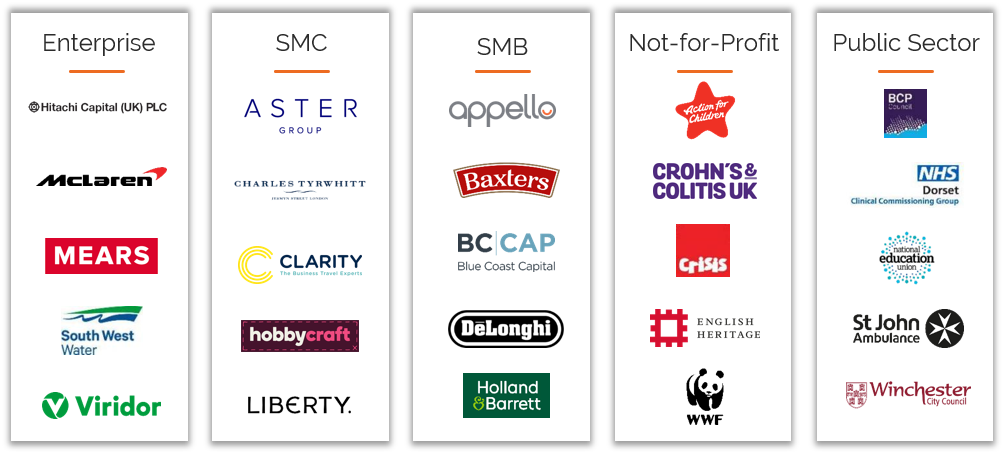 Enterprise
Hitachi Capital (UK) PLC
McLaren
MEARS
South West
Water
Viridor
SMC
ASTER
GROUP
CHARLES TYRWHITT
JERMYN STREET LONDON
CLARITY
The Business Travel Experts
hobbycraft
LIBERTY.
SMB
appello
Baxters
BC CAP
Blue Coast Capital
DeLonghi
Holland
& Barrett
Not-for-Profit
Action for
Children
CROHN'S &
COLITIS UK
Crisis
ENGLISH
HERITAGE
WWF
Public Sector
BCP
Council
NHS
Dorset
Clinical Commissioning Group
national
education
union
St John
Ambulance
Winchester
City Council